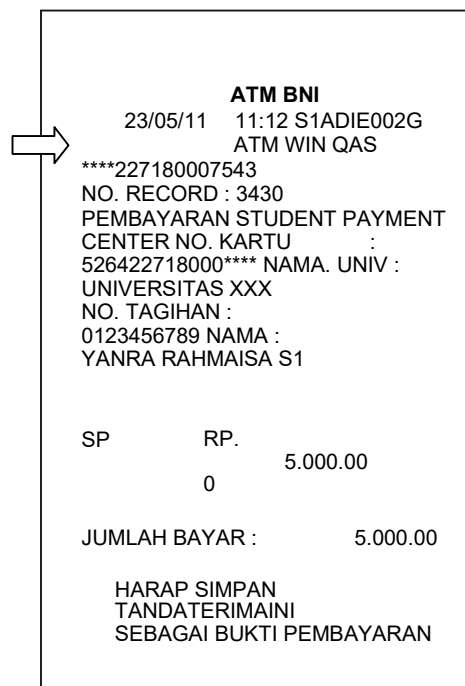 ATM BNI
23/05/11 11:12 S1ADIE002G
ATM WIN QAS
****227180007543
NO. RECORD : 3430
PEMBAYARAN STUDENT PAYMENT
CENTER NO. KARTU :
526422718000**** NAMA. UNIV :
UNIVERSITAS XXX
NO. TAGIHAN :
0123456789 NAMA :
YANRA RAHMAISA S1
SP RP.
5.000.00
0
JUMLAH BAYAR : 5.000.00
HARAP SIMPAN
TANDATERIMAINI
SEBAGAI BUKTI PEMBAYARAN